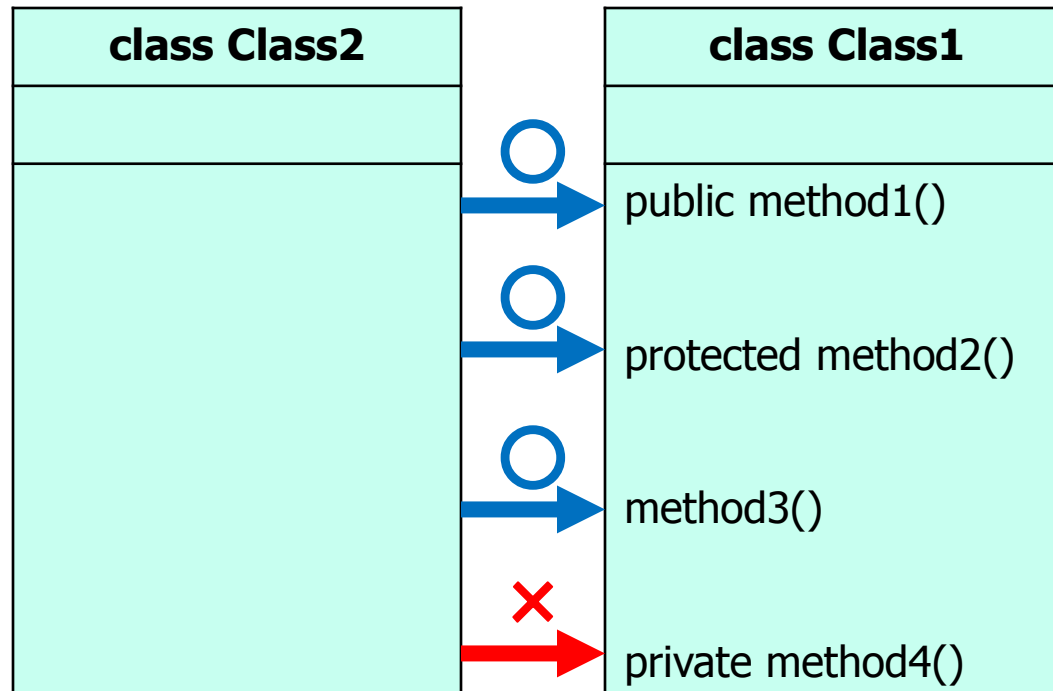 class Class2
class Class1
public method1()
protected method2()
method3()
private method4()